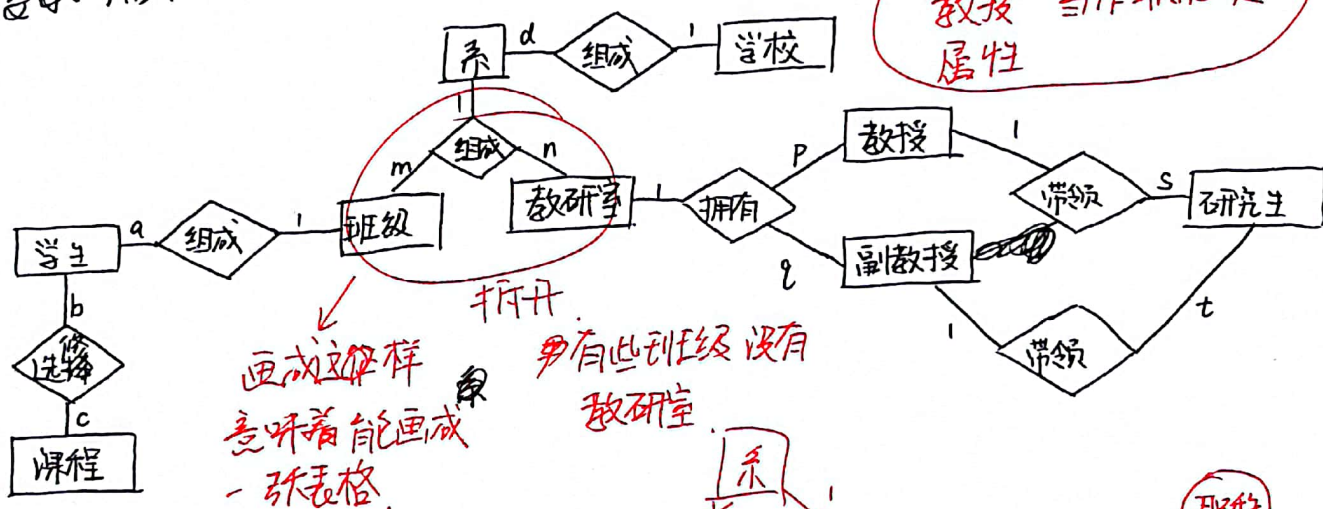 教授
属性
系 d 组成 1 学校
1
m 组成 n
教授 1
p
班级 教研室 1 拥有 带领 s 研究生
学生 a 组成 1
q 副教授
b
拆开
1 带领 t
选择
画成这样
有些班级没有
c
意味着能画成
教研室
课程
一张表格
系
1
职称